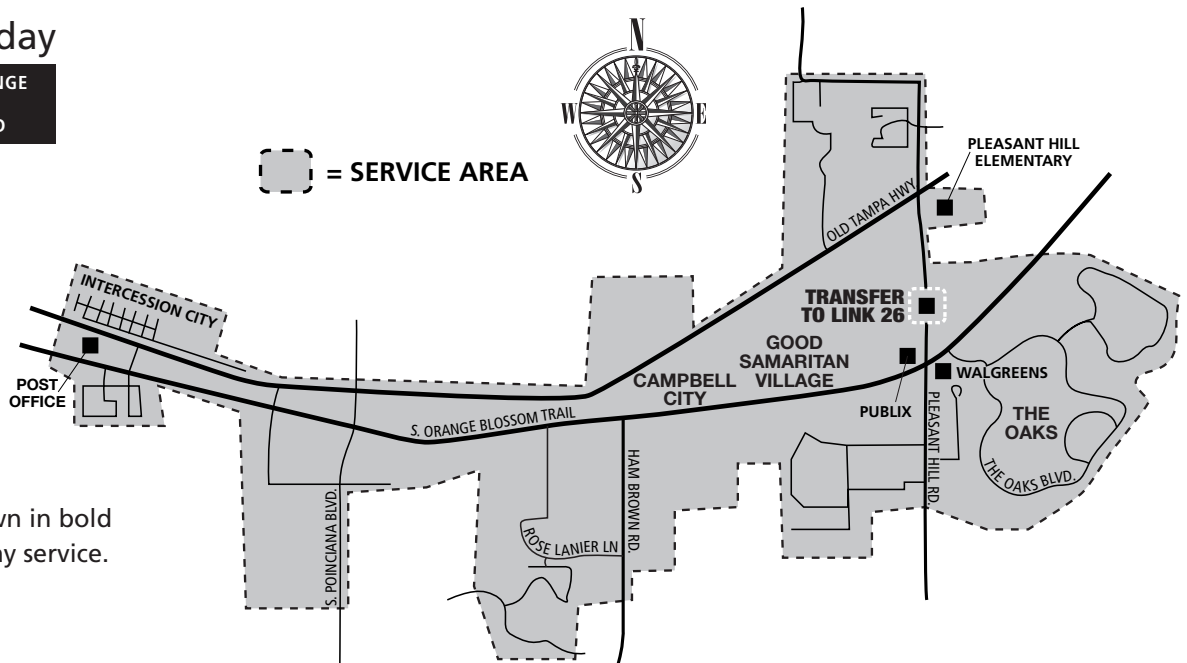 day
NGE
N
W
E
S
PLEASANT HILL
ELEMENTARY
= SERVICE AREA
OLD TAMPA HWY
INTERCESSION CITY
TRANSFER
TO LINK 26
GOOD
SAMARITAN
VILLAGE
CAMPBELL
CITY
WALGREENS
POST
OFFICE
PUBLIX
THE
OAKS
S. ORANGE BLOSSOM TRAIL
PLEASANT HILL RD.
HAM BROWN RD.
THE OAKS BLVD.
S. POINCIANA BLVD.
ROSE LANIER LN
wn in bold
ay service.